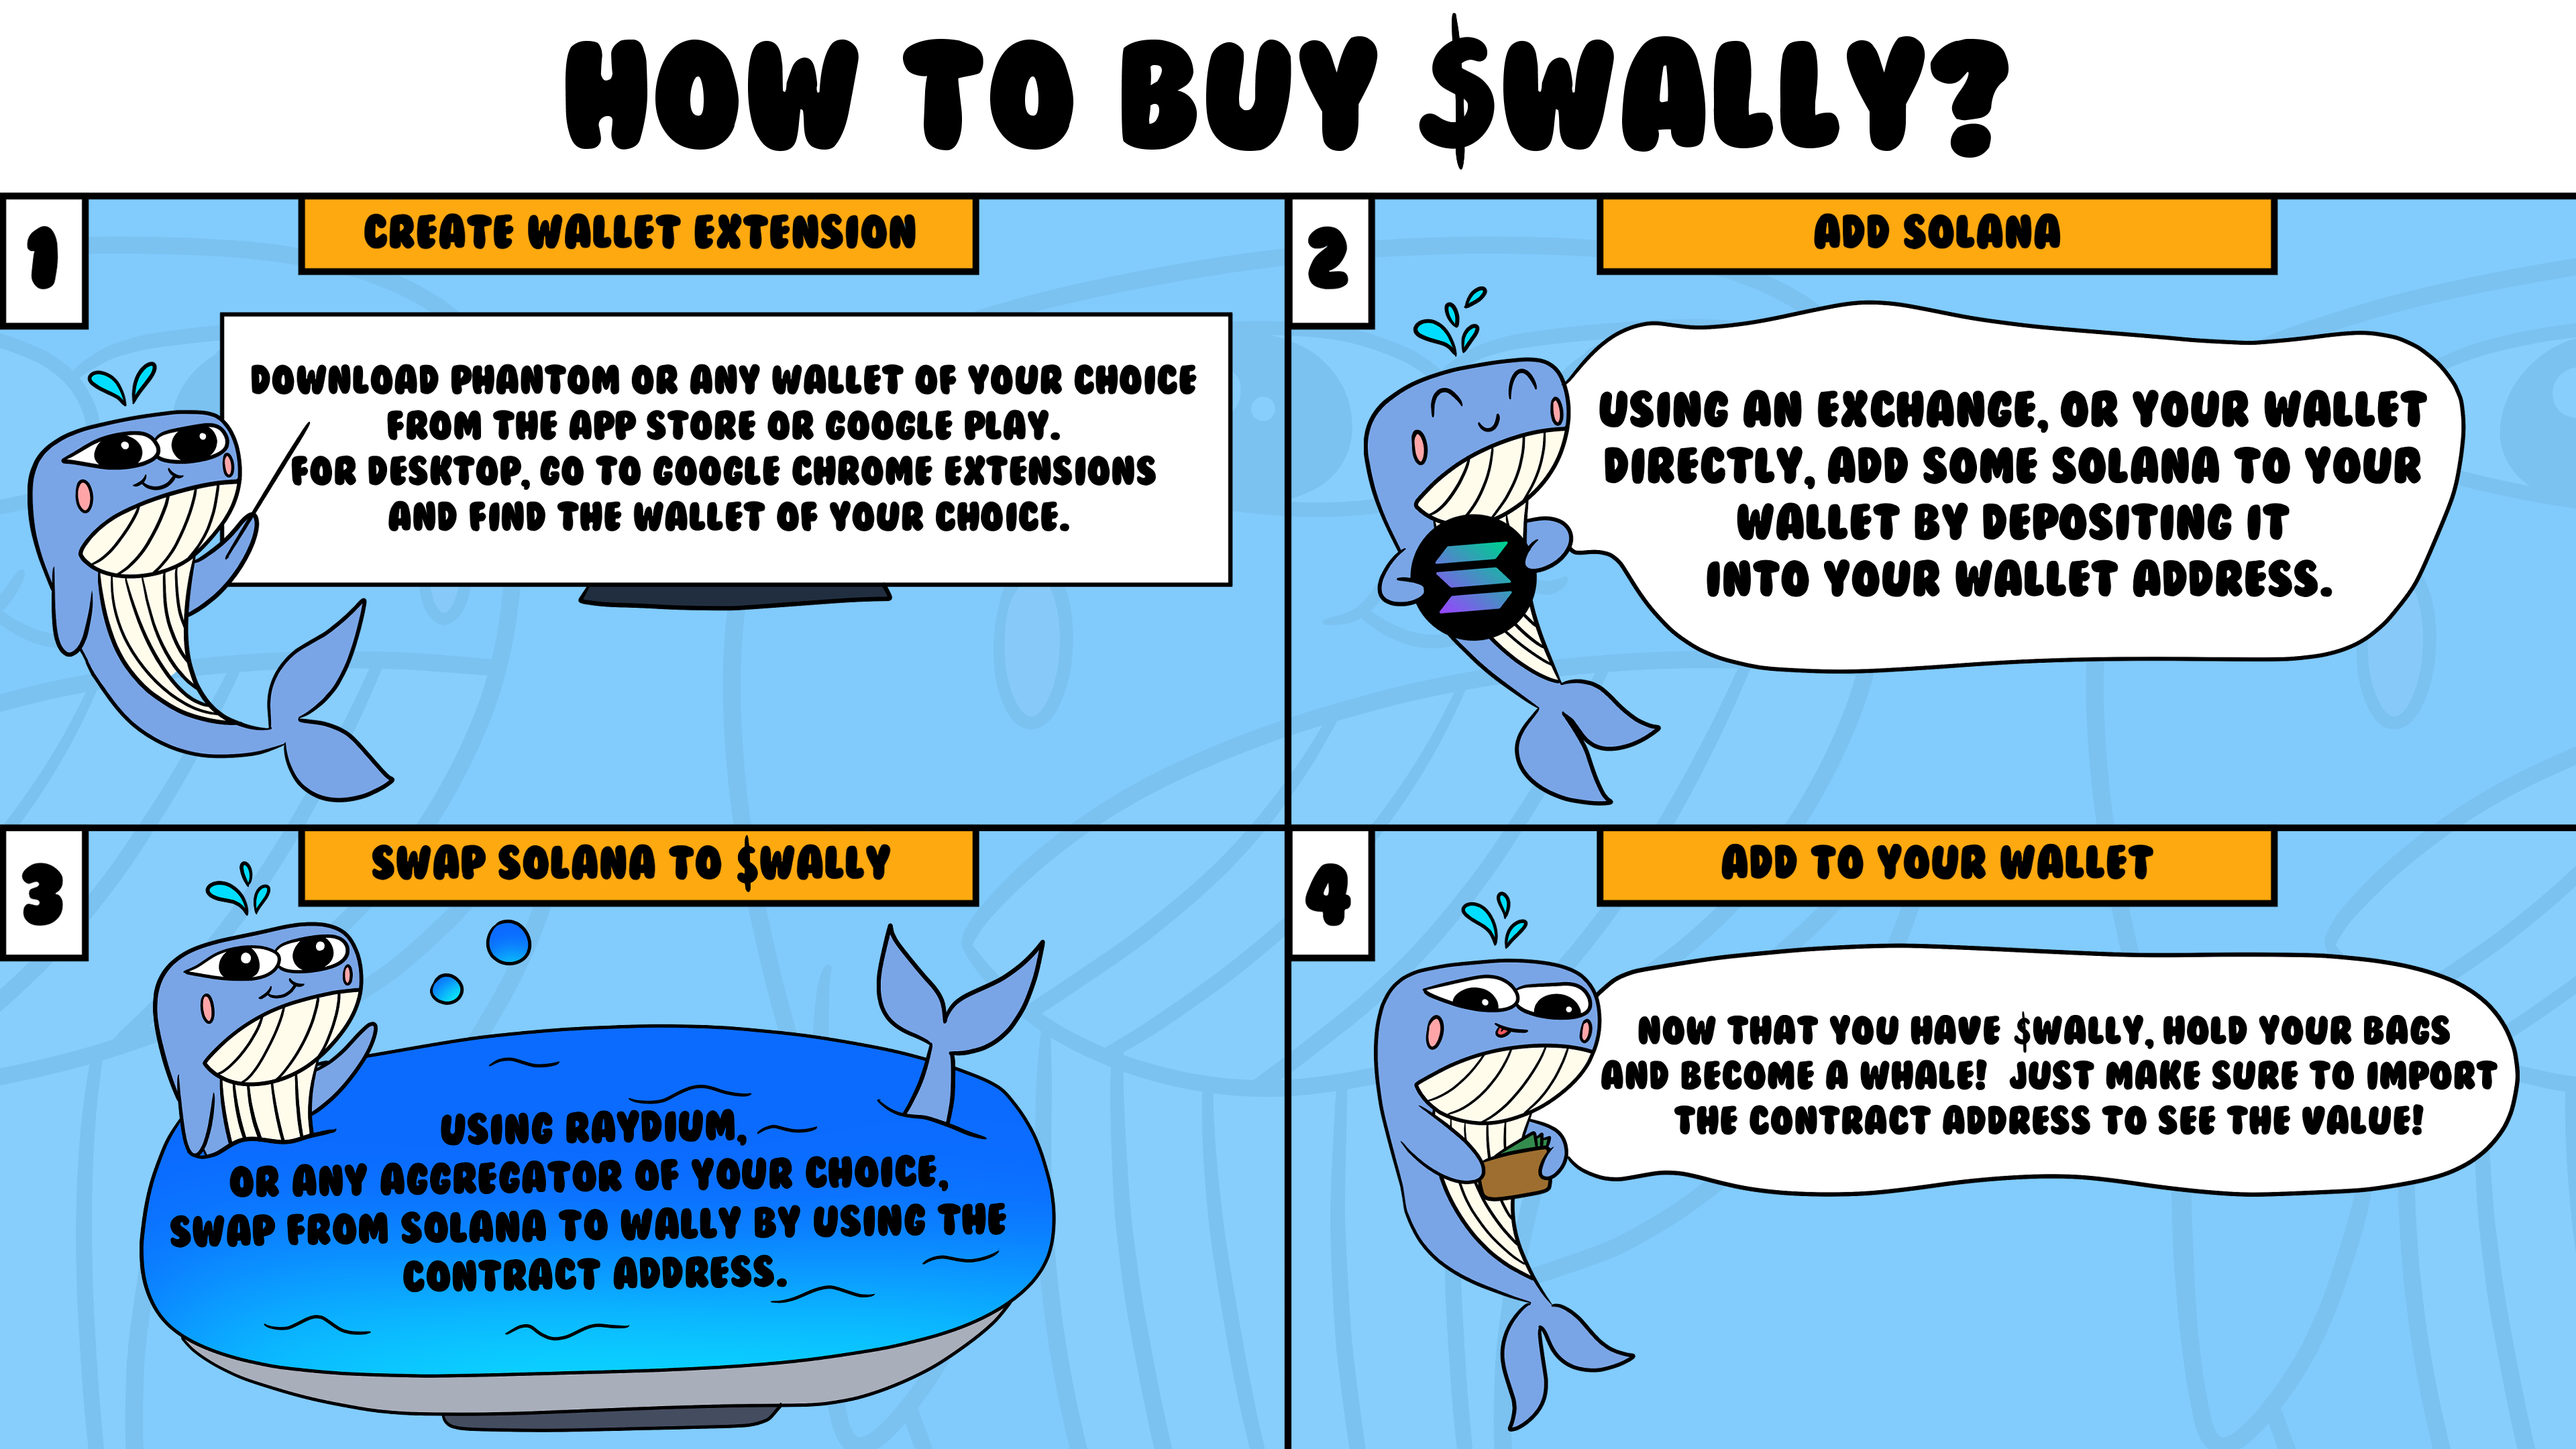 HOW TO BUY $WALLY?
1
CREATE WALLET EXTENSION
DOWNLOAD PHANTOM OR ANY WALLET OF YOUR CHOICE
FROM THE APP STORE OR GOOGLE PLAY.
FOR DESKTOP, GO TO GOOGLE CHROME EXTENSIONS
AND FIND THE WALLET OF YOUR CHOICE.
2
ADD SOLANA
USING AN EXCHANGE, OR YOUR WALLET
DIRECTLY, ADD SOME SOLANA TO YOUR
WALLET BY DEPOSITING IT
INTO YOUR WALLET ADDRESS.
3
SWAP SOLANA TO $WALLY
USING RAYDIUM,
OR ANY AGGREGATOR OF YOUR CHOICE,
SWAP FROM SOLANA TO WALLY BY USING THE
CONTRACT ADDRESS.
4
ADD TO YOUR WALLET
NOW THAT YOU HAVE $WALLY, HOLD YOUR BAGS
AND BECOME A WHALE! JUST MAKE SURE TO IMPORT
THE CONTRACT ADDRESS TO SEE THE VALUE!